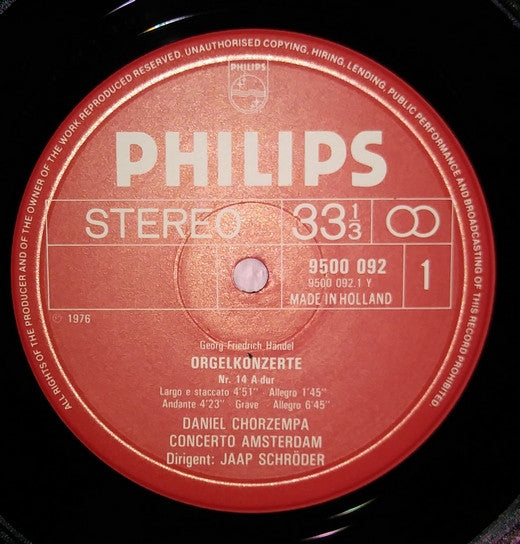 ALL RIGHTS OF THE PRODUCER AND OF THE OWNER OF THE WORK REPRODUCED RESERVED. UNAUTHORISED COPYING, HIRING, LENDING, PUBLIC PERFORMANCE AND BROADCASTING OF THIS RECORD PROHIBITED.
PHILIPS
PHILIPS
STEREO 33 1/3
9500 092 1
9500 092.1 Y
MADE IN HOLLAND
℗ 1976
Georg Friedrich Händel
ORGELKONZERTE
Nr. 14 A-dur
Largo e staccato 4'51" - Allegro 1'45"
Andante 4'23" - Grave - Allegro 6'45"
DANIEL CHORZEMPA
CONCERTO AMSTERDAM
Dirigent: JAAP SCHRÖDER